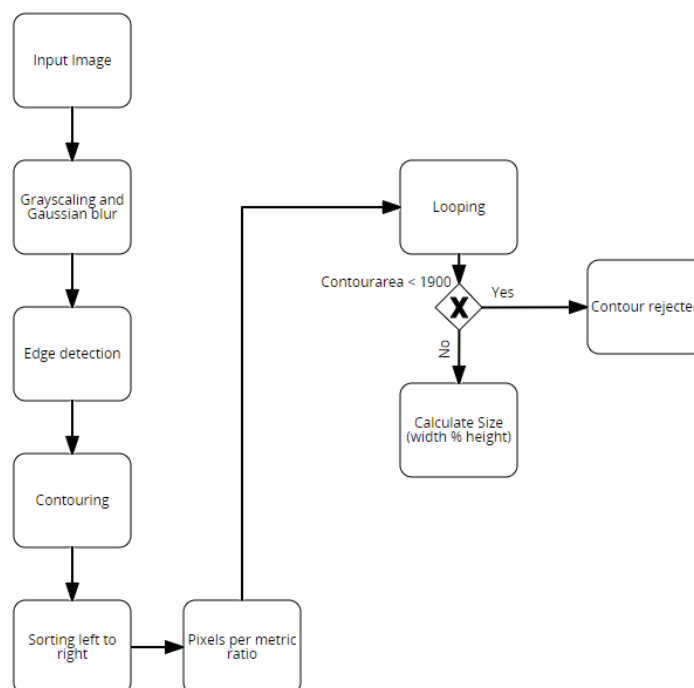 Input Image
Grayscaling and
Gaussian blur
Edge detection
Contouring
Sorting left to
right
Pixels per metric
ratio
Looping
Contourarea < 1900
Yes
Contour rejected
No
Calculate Size
(width % height)